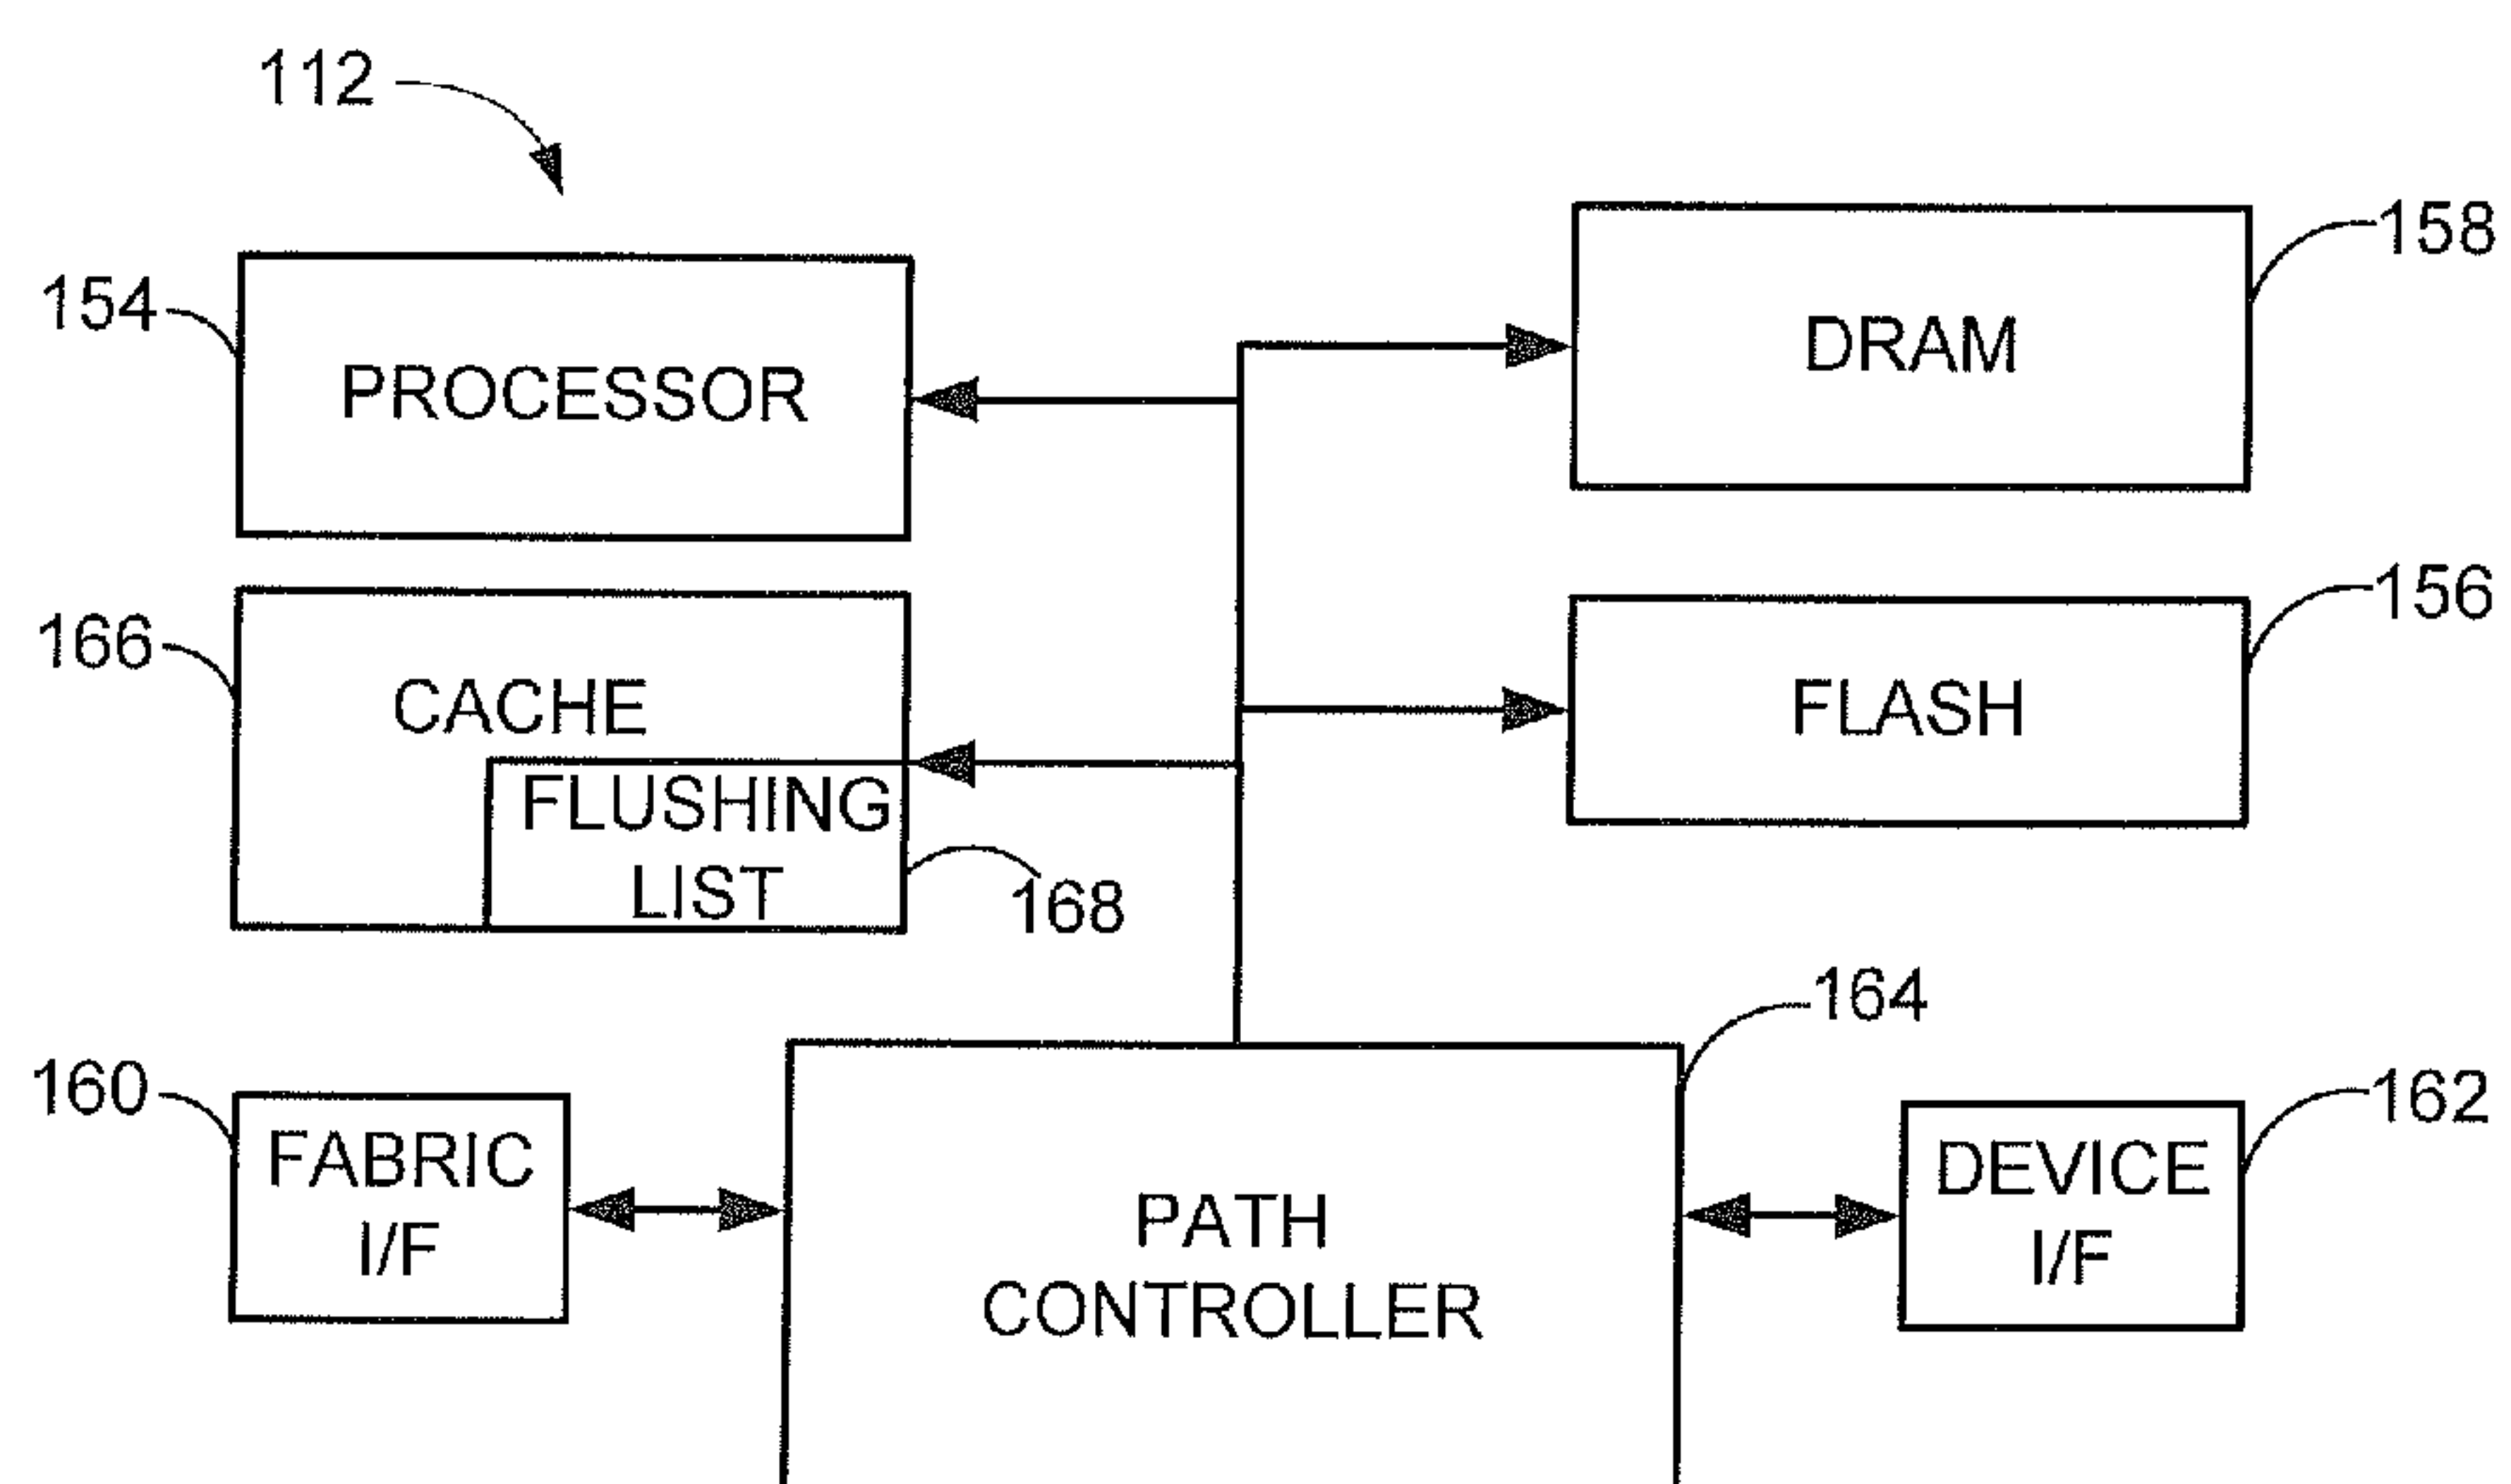 112
158
154
PROCESSOR
DRAM
156
166
CACHE
FLASH
FLUSHING
LIST
168
164
160
FABRIC
I/F
PATH
CONTROLLER
162
DEVICE
I/F